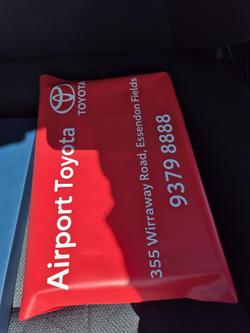 TOYOTA
Airport Toyota
355 Wirraway Road, Essendon Fields
9379 8888